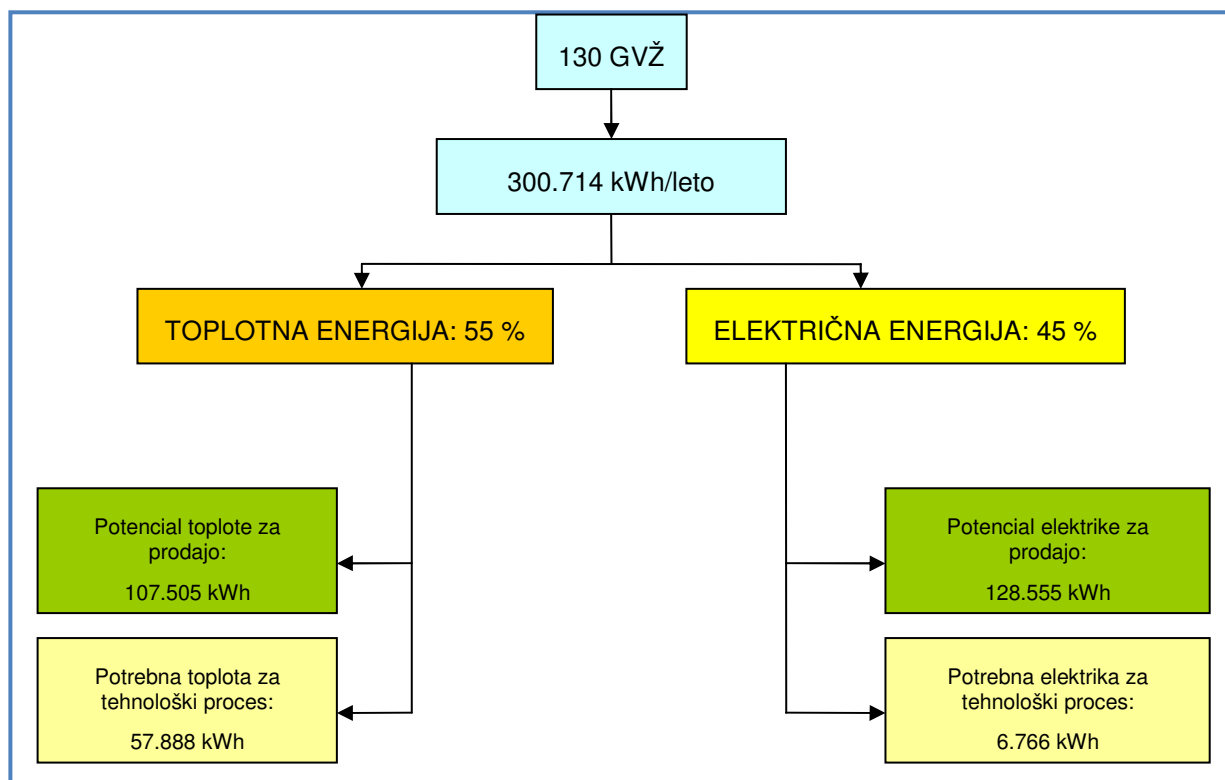 130 GVŽ
300.714 kWh/leto
TOPLOTNA ENERGIJA: 55 %
ELEKTRIČNA ENERGIJA: 45 %
Potencial toplote za
prodajo:
107.505 kWh
Potencial elektrike za
prodajo:
128.555 kWh
Potrebna toplota za
tehnološki proces:
57.888 kWh
Potrebna elektrika za
tehnološki proces:
6.766 kWh